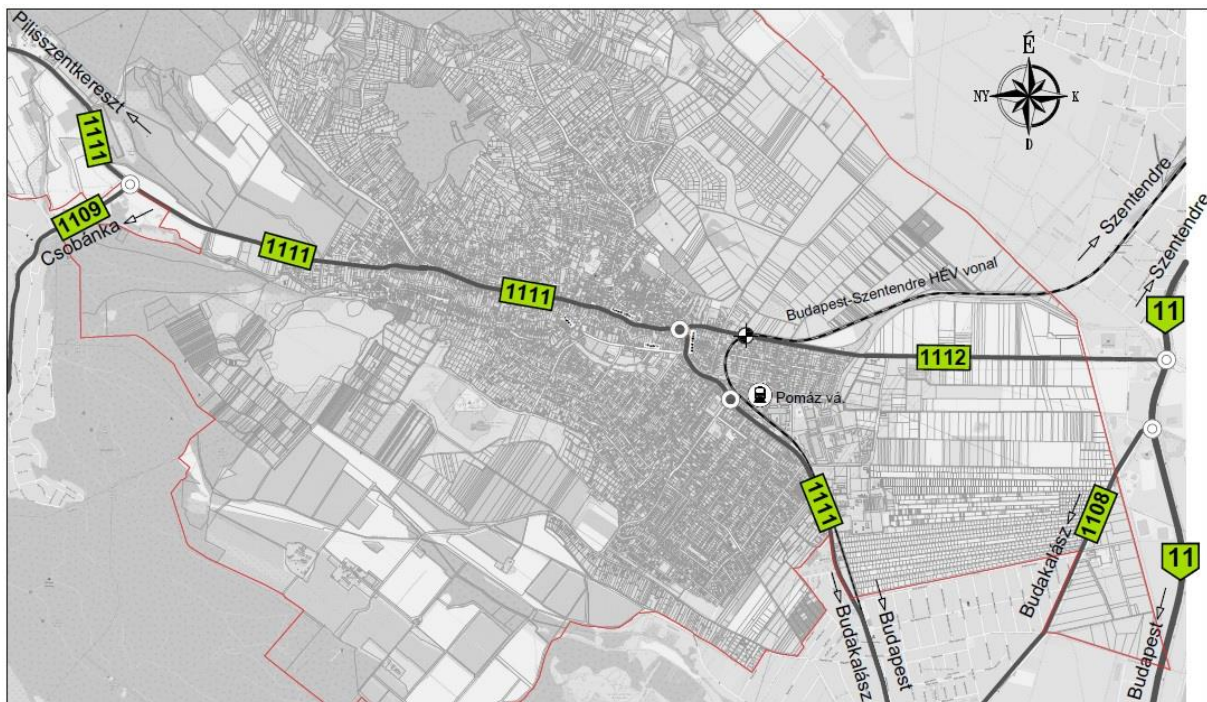 Pilisszentkereszt
É
NY
K
D
1111
1109
Csobánka
1111
1111
Budapest-Szentendre HÉV vonal
Szentendre
Szentendre
11
1112
Pomáz vá.
1111
1108
Budakalász
11
Budakalász
Budapest
Budapest